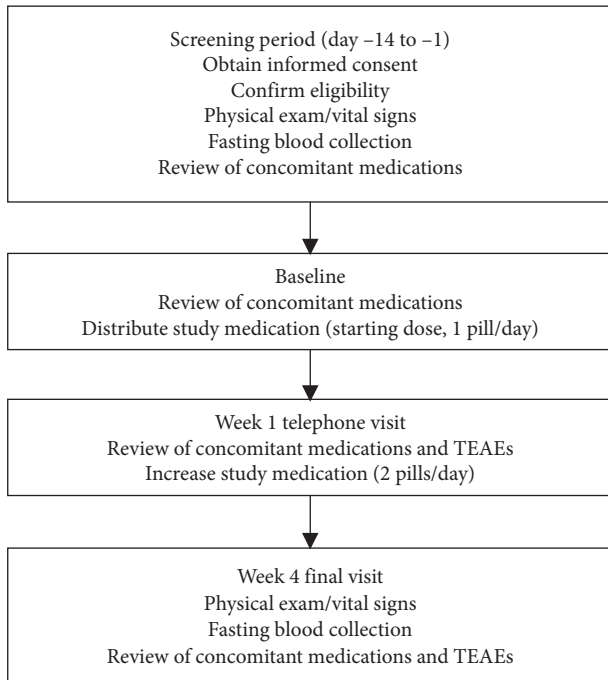 Screening period (day –14 to –1)
Obtain informed consent
Confirm eligibility
Physical exam/vital signs
Fasting blood collection
Review of concomitant medications
Baseline
Review of concomitant medications
Distribute study medication (starting dose, 1 pill/day)
Week 1 telephone visit
Review of concomitant medications and TEAEs
Increase study medication (2 pills/day)
Week 4 final visit
Physical exam/vital signs
Fasting blood collection
Review of concomitant medications and TEAEs